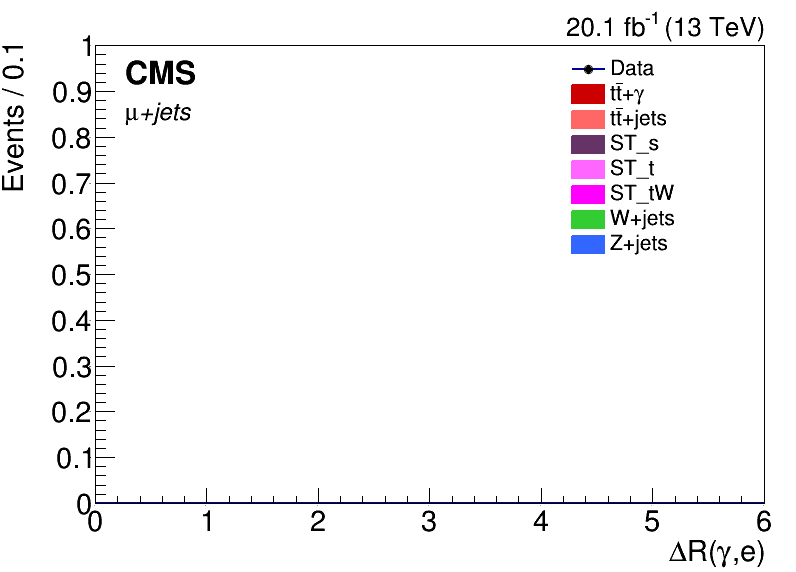 20.1 fb⁻¹ (13 TeV)
Events / 0.1
CMS
μ+jets
Data
tt̄+γ
tt̄+jets
ST_s
ST_t
ST_tW
W+jets
Z+jets
1
0.9
0.8
0.7
0.6
0.5
0.4
0.3
0.2
0.1
0
0 1 2 3 4 5 6
ΔR(γ,e)